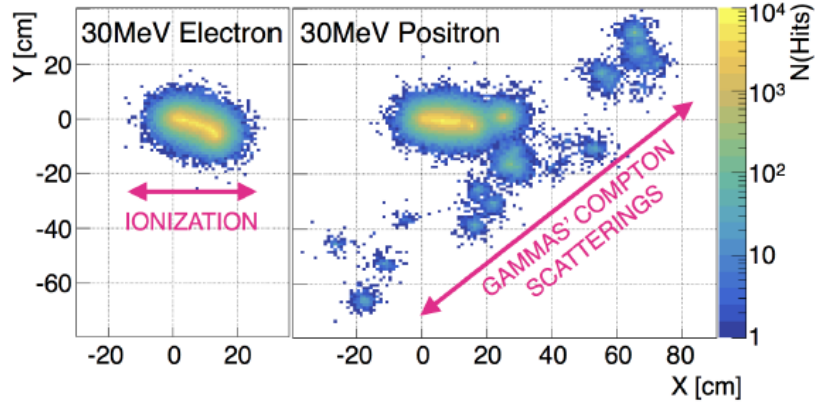 Y [cm]
30MeV Electron
30MeV Positron
20
0
-20
-40
-60
IONIZATION
GAMMAS' COMPTON
SCATTERINGS
-20 0 20
-20 0 20 40 60 80
X [cm]
10⁴
10³
10²
10
1
N(Hits)